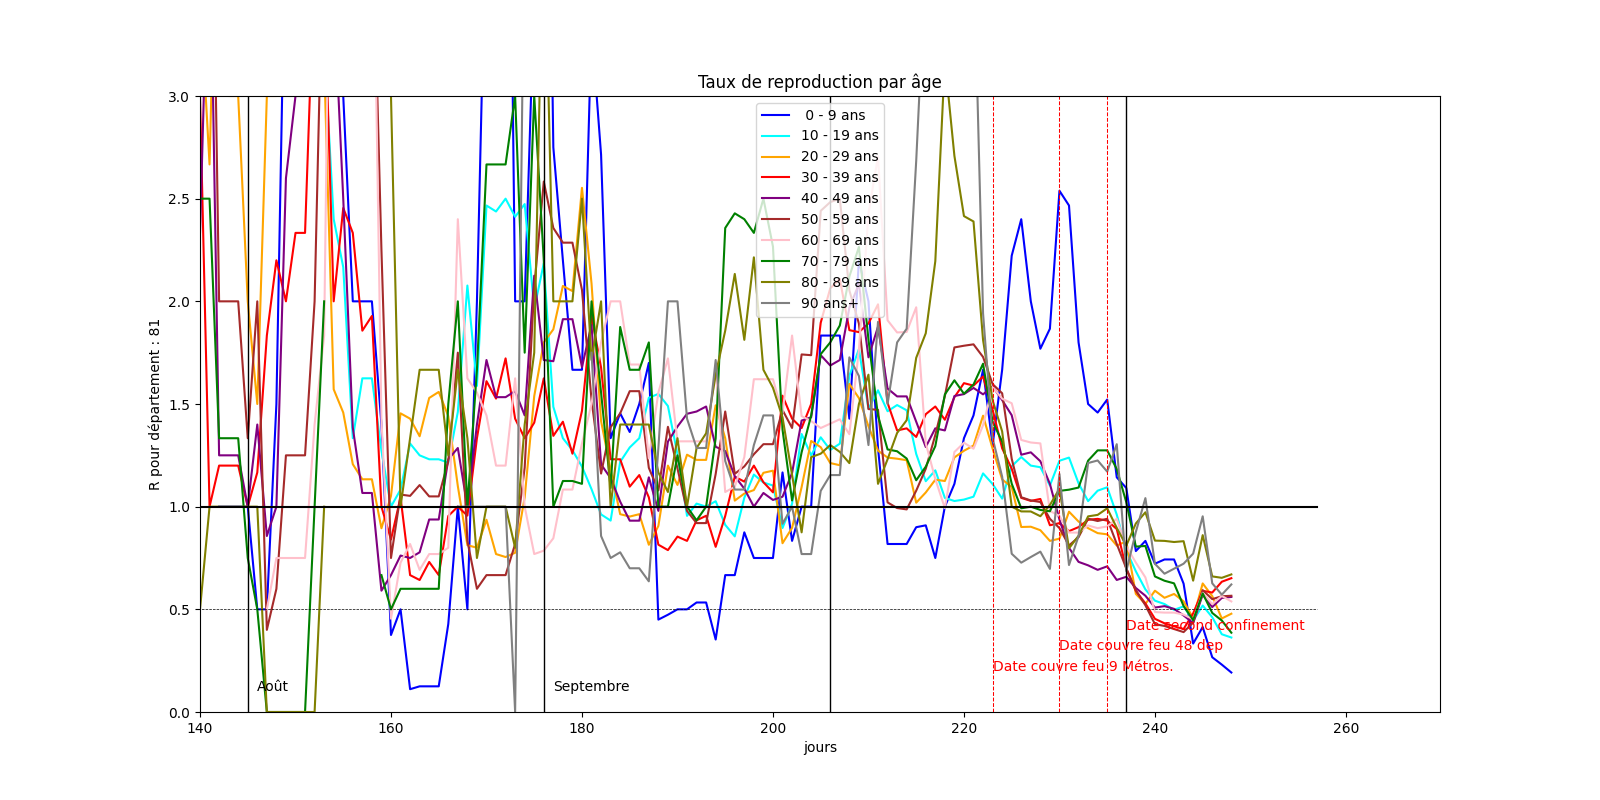 Taux de reproduction par âge
R pour département : 81
3.0
2.5
2.0
1.5
1.0
0.5
0.0
0 - 9 ans
10 - 19 ans
20 - 29 ans
30 - 39 ans
40 - 49 ans
50 - 59 ans
60 - 69 ans
70 - 79 ans
80 - 89 ans
90 ans+
Date second confinement
Date couvre feu 48 dep
Date couvre feu 9 Métros.
Août
Septembre
140
160
180
200
220
240
260
jours